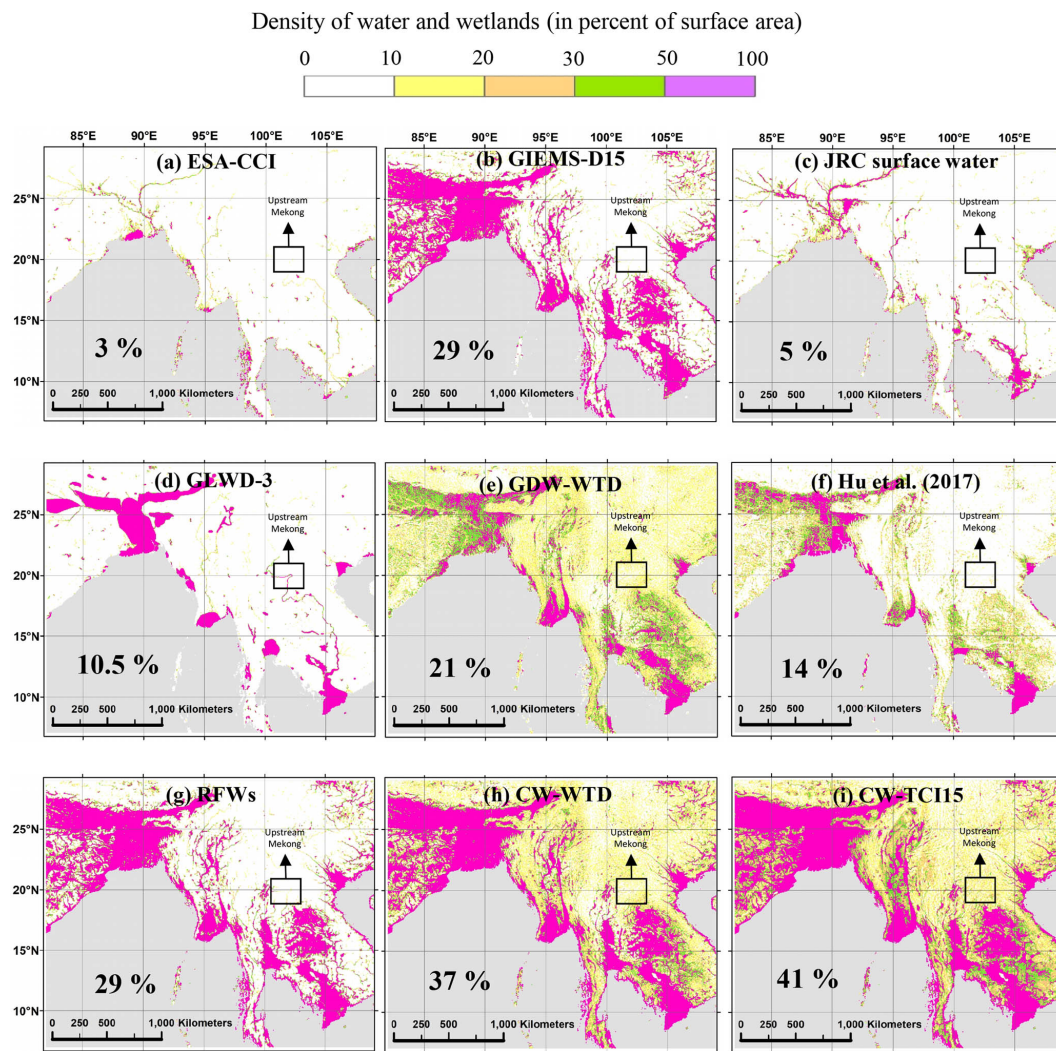 Density of water and wetlands (in percent of surface area)
0 10 20 30 50 100
85°E 90°E 95°E 100°E 105°E 85°E 90°E 95°E 100°E 105°E 85°E 90°E 95°E 100°E 105°E
(a) ESA-CCI
Upstream
Mekong
25°N
20°N
15°N
10°N
3 %
0 250 500 1,000 Kilometers
(b) GIEMS-D15
Upstream
Mekong
29 %
0 250 500 1,000 Kilometers
(c) JRC surface water
Upstream
Mekong
5 %
0 250 500 1,000 Kilometers
(d) GLWD-3
Upstream
Mekong
25°N
20°N
15°N
10°N
10.5 %
0 250 500 1,000 Kilometers
(e) GDW-WTD
Upstream
Mekong
21 %
0 250 500 1,000 Kilometers
(f) Hu et al. (2017)
Upstream
Mekong
14 %
0 250 500 1,000 Kilometers
(g) RFWs
Upstream
Mekong
25°N
20°N
15°N
10°N
29 %
0 250 500 1,000 Kilometers
(h) CW-WTD
Upstream
Mekong
37 %
0 250 500 1,000 Kilometers
(i) CW-TCI15
Upstream
Mekong
41 %
0 250 500 1,000 Kilometers